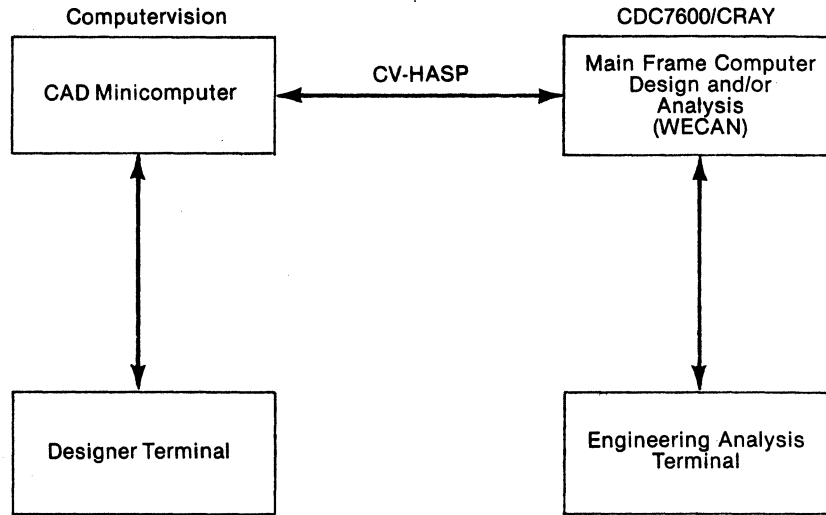 Computervision
CDC7600/CRAY
CAD Minicomputer
CV-HASP
Main Frame Computer
Design and/or
Analysis
(WECAN)
Designer Terminal
Engineering Analysis
Terminal